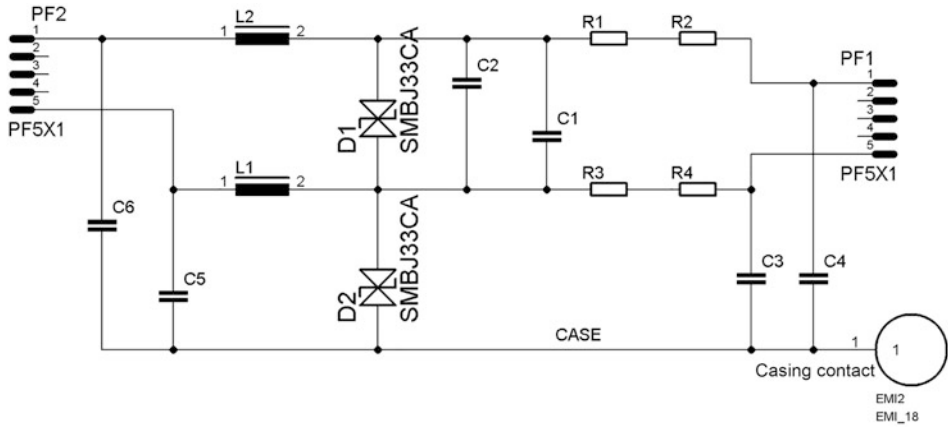 PF2
1
2
3
4
5
PF5X1
L2
1 2
D1
SMBJ33CA
C2
C1
R1 R2
PF1
1
2
3
4
5
PF5X1
L1
1 2
R3 R4
C6
C5
D2
SMBJ33CA
C3 C4
CASE
1
1
Casing contact
EMI2
EMI_18